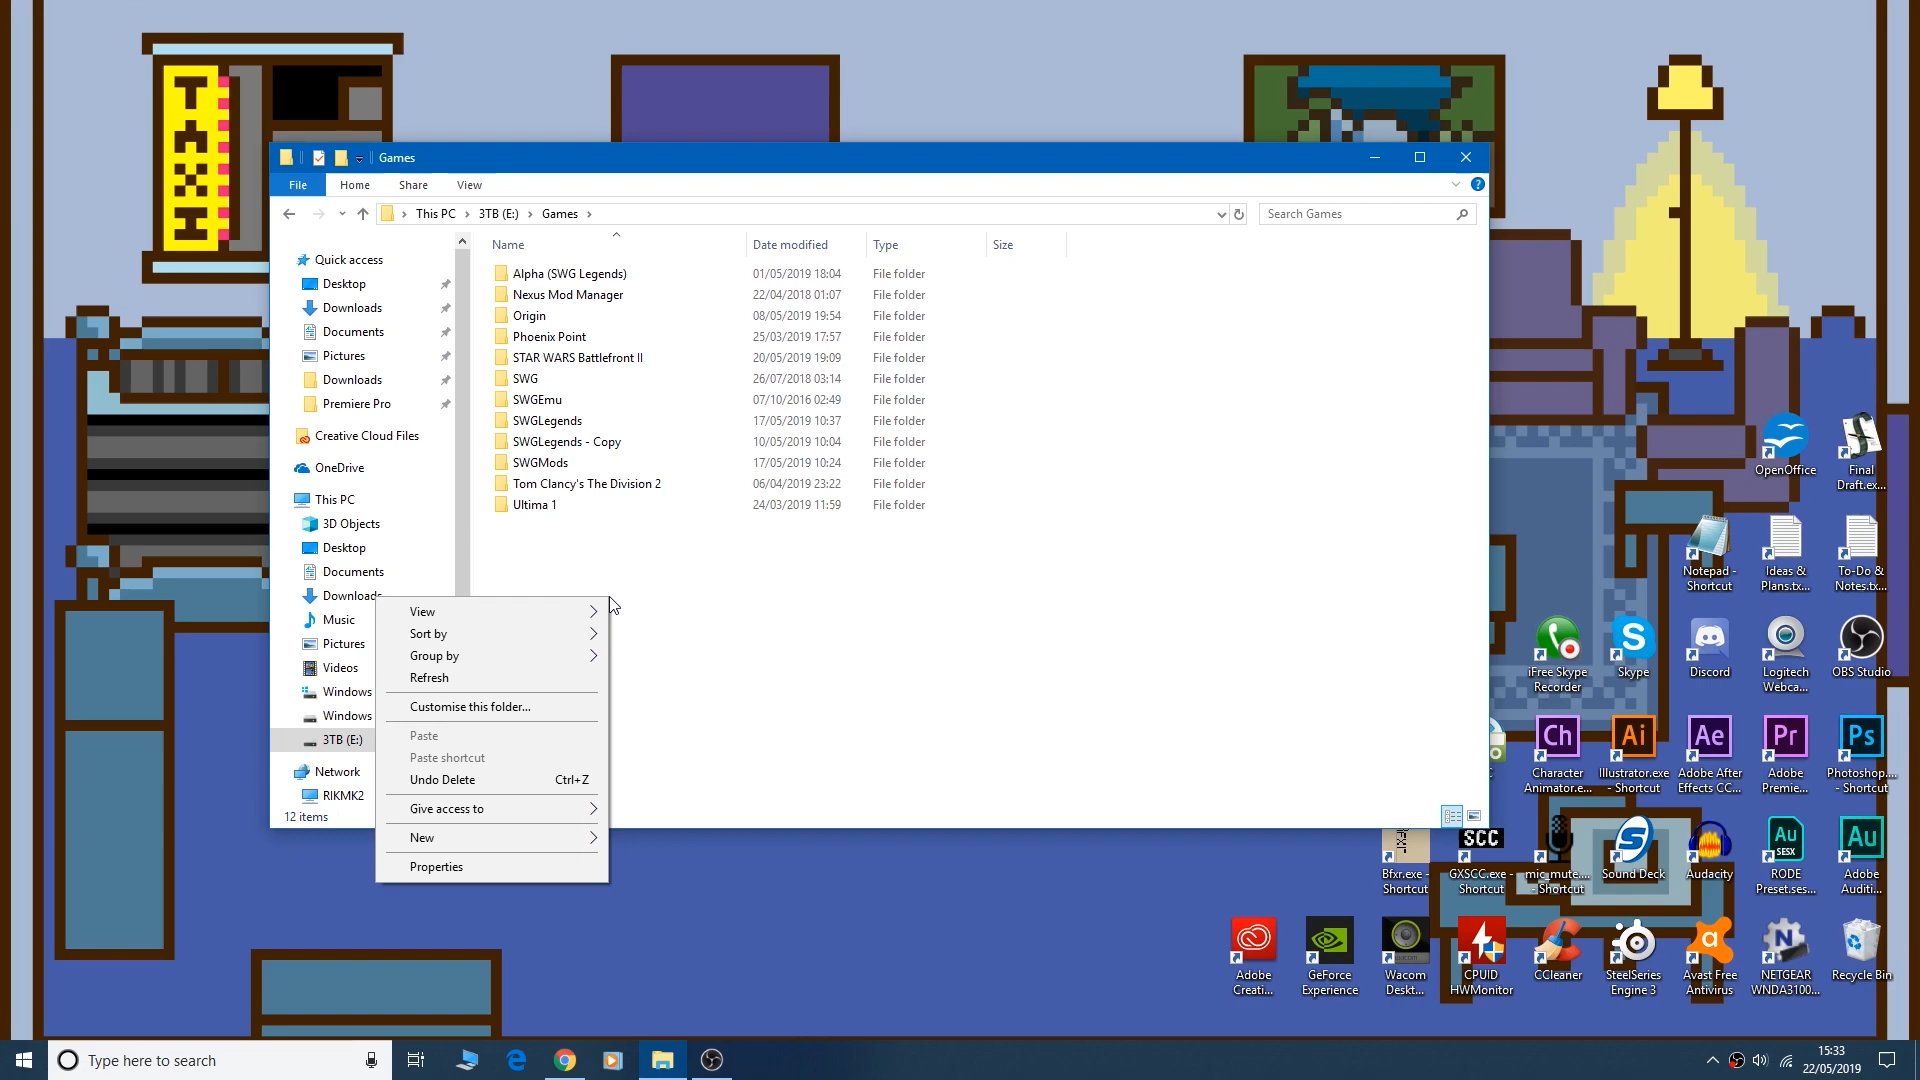 TAXI
Games
File
Home
Share
View
This PC
3TB (E:)
Games
Search Games
Name
Date modified
Type
Size
Quick access
Desktop
Downloads
Documents
Pictures
Downloads
Premiere Pro
Creative Cloud Files
OneDrive
This PC
3D Objects
Desktop
Documents
Downloads
Music
Pictures
Videos
Windows
Windows
3TB (E:)
Network
RIKMK2
12 items
Alpha (SWG Legends) 01/05/2019 18:04 File folder
Nexus Mod Manager 22/04/2018 01:07 File folder
Origin 08/05/2019 19:54 File folder
Phoenix Point 25/03/2019 17:57 File folder
STAR WARS Battlefront II 20/05/2019 19:09 File folder
SWG 26/07/2018 03:14 File folder
SWGEmu 07/10/2016 02:49 File folder
SWGLegends 17/05/2019 10:37 File folder
SWGLegends - Copy 10/05/2019 10:04 File folder
SWGMods 17/05/2019 10:24 File folder
Tom Clancy's The Division 2 06/04/2019 23:22 File folder
Ultima 1 24/03/2019 11:59 File folder
View
Sort by
Group by
Refresh
Customise this folder...
Paste
Paste shortcut
Undo Delete Ctrl+Z
Give access to
New
Properties
OpenOffice
Final
Draft.ex...
Notepad -
Shortcut
Ideas &
Plans.tx...
To-Do &
Notes.tx...
iFree Skype
Recorder
Skype
Discord
Logitech
Webca...
OBS Studio
Ch
Character
Animator.e...
Ai
Illustrator.exe
- Shortcut
Ae
Adobe After
Effects CC...
Pr
Adobe
Premie...
Ps
Photoshop....
- Shortcut
Bfxr.exe -
Shortcut
SCC
GXSCC.exe -
Shortcut
mic_mute....
- Shortcut
Sound Deck
Audacity
Au
SESX
RODE
Preset.ses...
Au
Adobe
Auditi...
Adobe
Creati...
GeForce
Experience
Wacom
Deskt...
CPUID
HWMonitor
CCleaner
SteelSeries
Engine 3
Avast Free
Antivirus
NETGEAR
WNDA3100...
Recycle Bin
Type here to search
15:33
22/05/2019